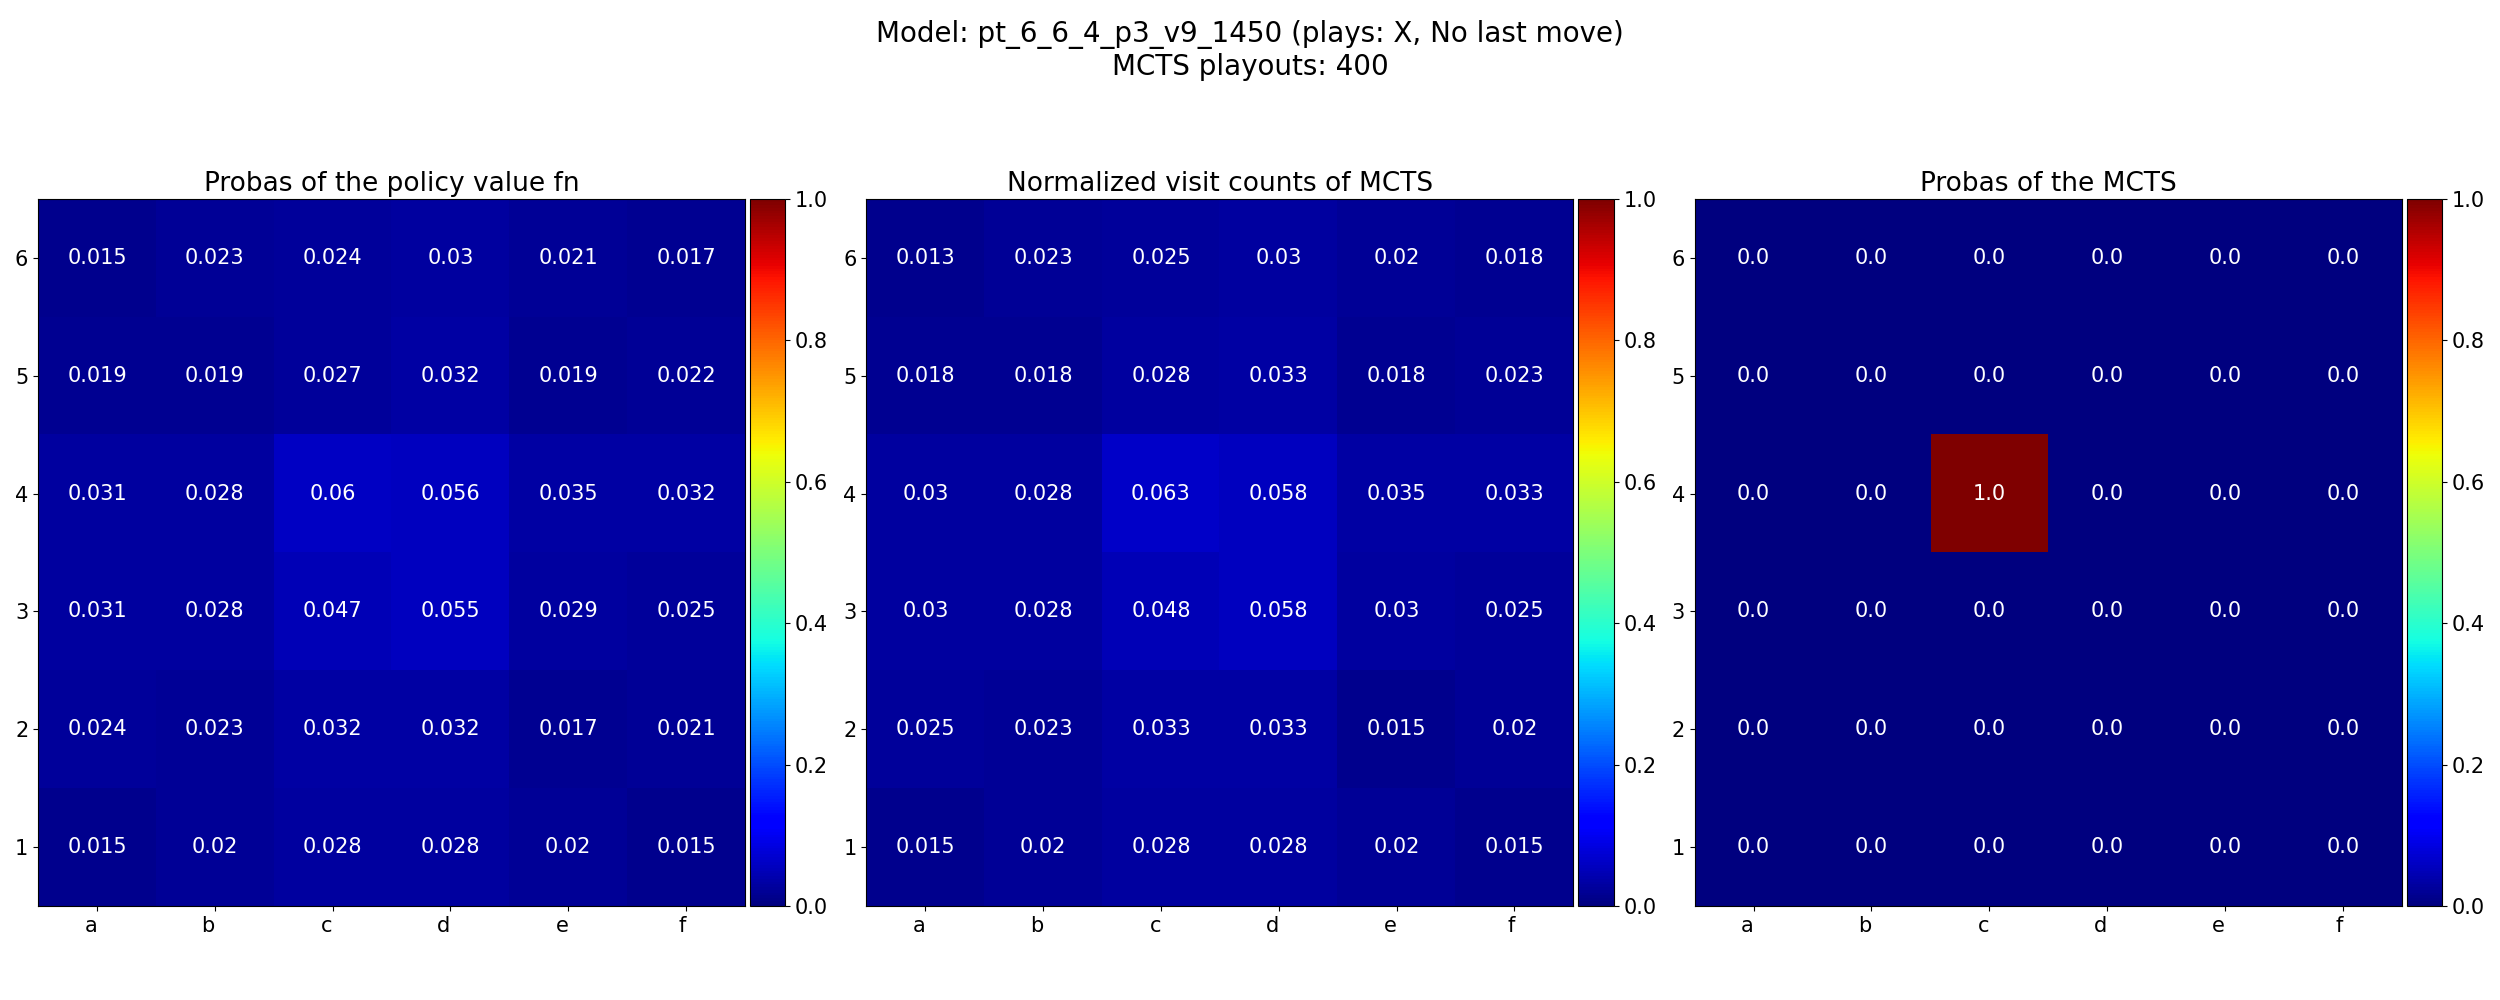 Model: pt_6_6_4_p3_v9_1450 (plays: X, No last move)
MCTS playouts: 400
Probas of the policy value fn
6 0.015 0.023 0.024 0.03 0.021 0.017
5 0.019 0.019 0.027 0.032 0.019 0.022
4 0.031 0.028 0.06 0.056 0.035 0.032
3 0.031 0.028 0.047 0.055 0.029 0.025
2 0.024 0.023 0.032 0.032 0.017 0.021
1 0.015 0.02 0.028 0.028 0.02 0.015
a b c d e f
1.0
0.8
0.6
0.4
0.2
0.0
Normalized visit counts of MCTS
6 0.013 0.023 0.025 0.03 0.02 0.018
5 0.018 0.018 0.028 0.033 0.018 0.023
4 0.03 0.028 0.063 0.058 0.035 0.033
3 0.03 0.028 0.048 0.058 0.03 0.025
2 0.025 0.023 0.033 0.033 0.015 0.02
1 0.015 0.02 0.028 0.028 0.02 0.015
a b c d e f
1.0
0.8
0.6
0.4
0.2
0.0
Probas of the MCTS
6 0.0 0.0 0.0 0.0 0.0 0.0
5 0.0 0.0 0.0 0.0 0.0 0.0
4 0.0 0.0 1.0 0.0 0.0 0.0
3 0.0 0.0 0.0 0.0 0.0 0.0
2 0.0 0.0 0.0 0.0 0.0 0.0
1 0.0 0.0 0.0 0.0 0.0 0.0
a b c d e f
1.0
0.8
0.6
0.4
0.2
0.0